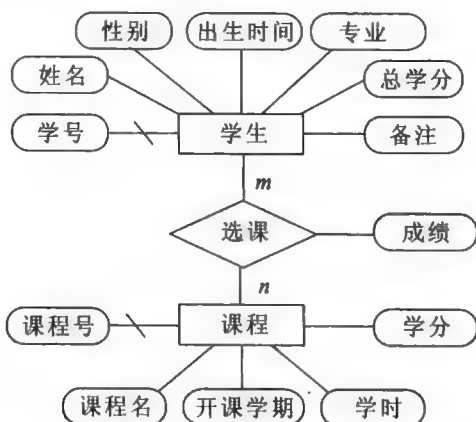 性别 出生时间 专业
姓名 总学分
学号 学生 备注
m
选课 成绩
n
课程号 课程 学分
课程名 开课学期 学时